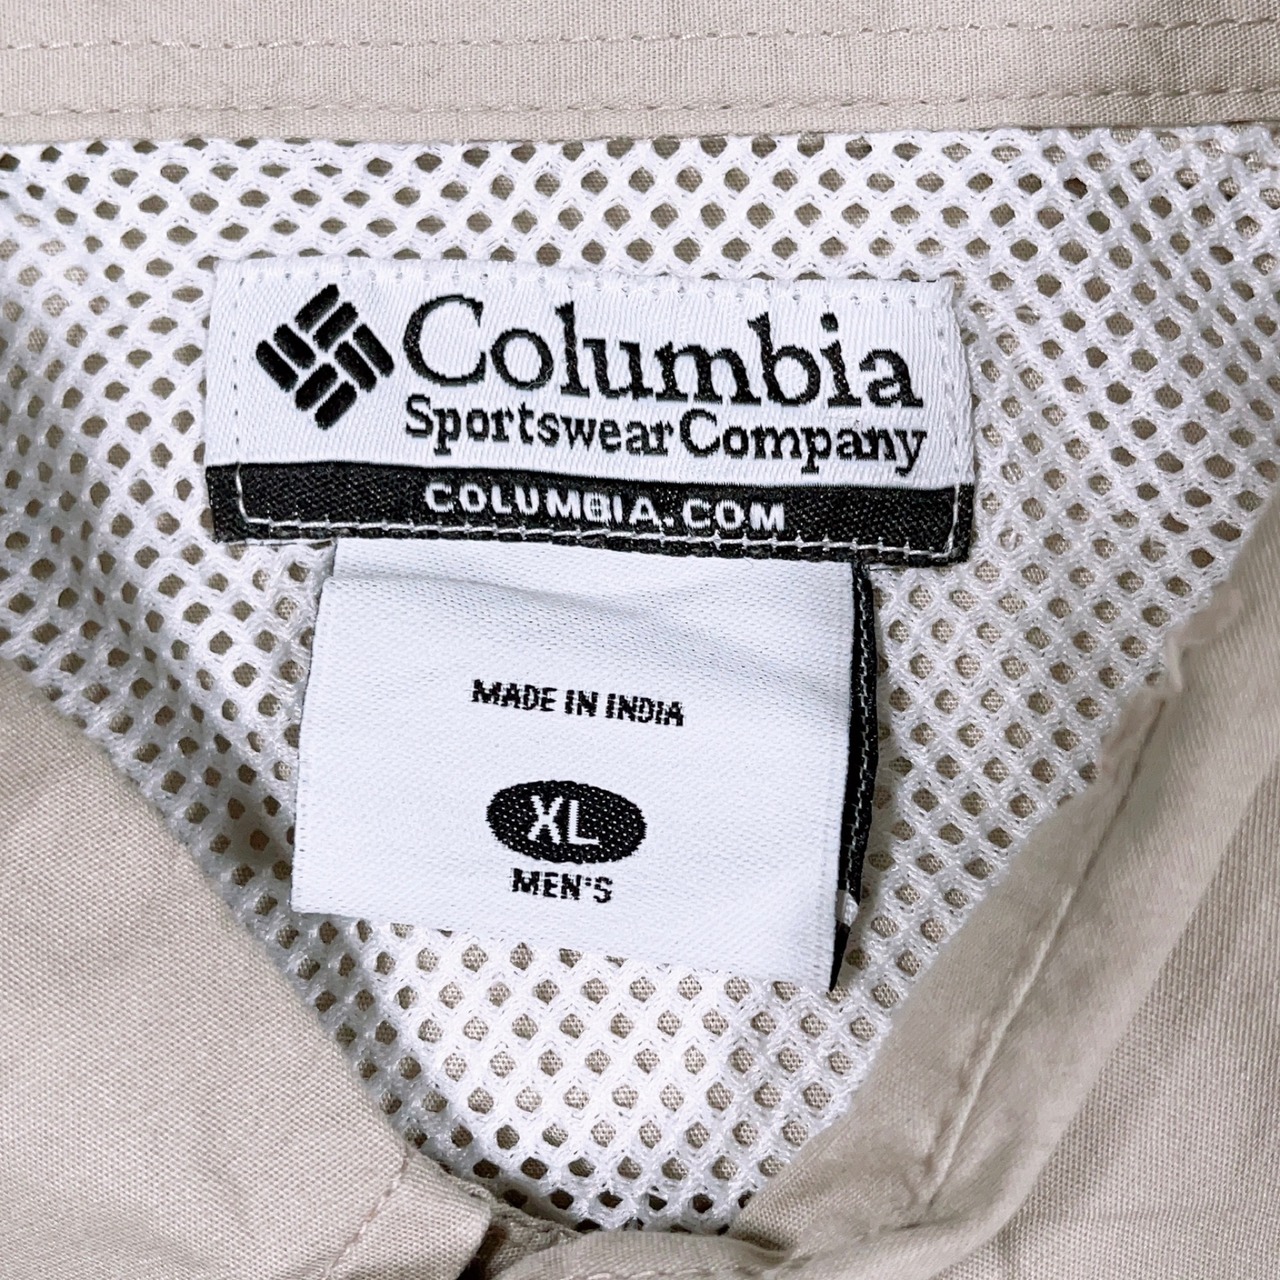 Columbia
Sportswear Company
COLUMBIA.COM
MADE IN INDIA
XL
MEN'S